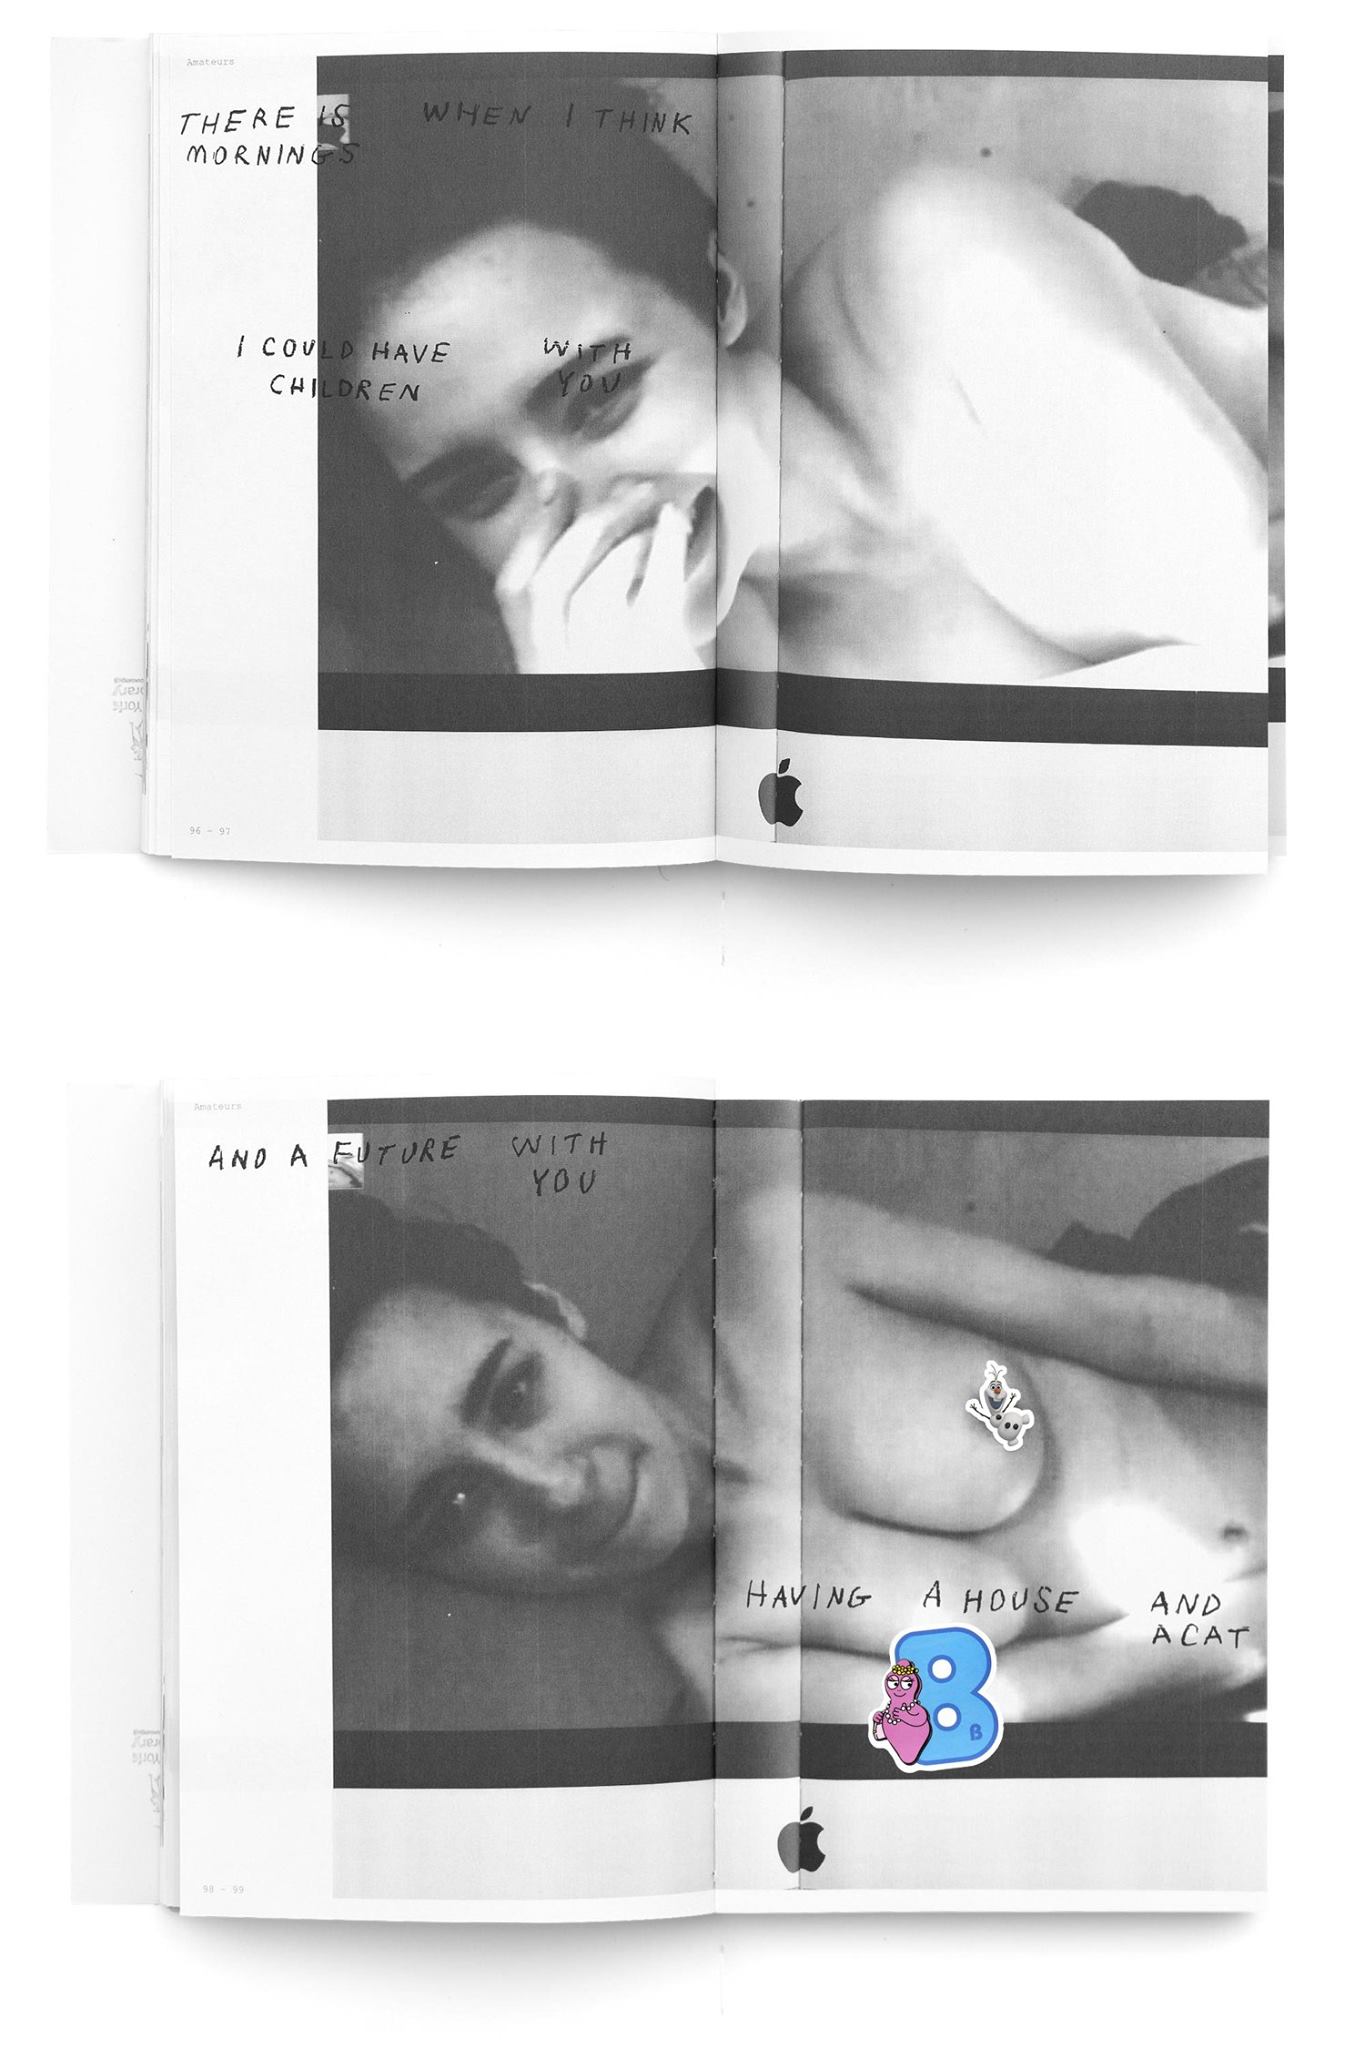 Amateurs
THERE IS WHEN I THINK
MORNINGS
I COULD HAVE WITH
CHILDREN YOU
96 - 97
Amateurs
AND A FUTURE WITH
YOU
HAVING A HOUSE AND
A CAT
B
B
98 - 99